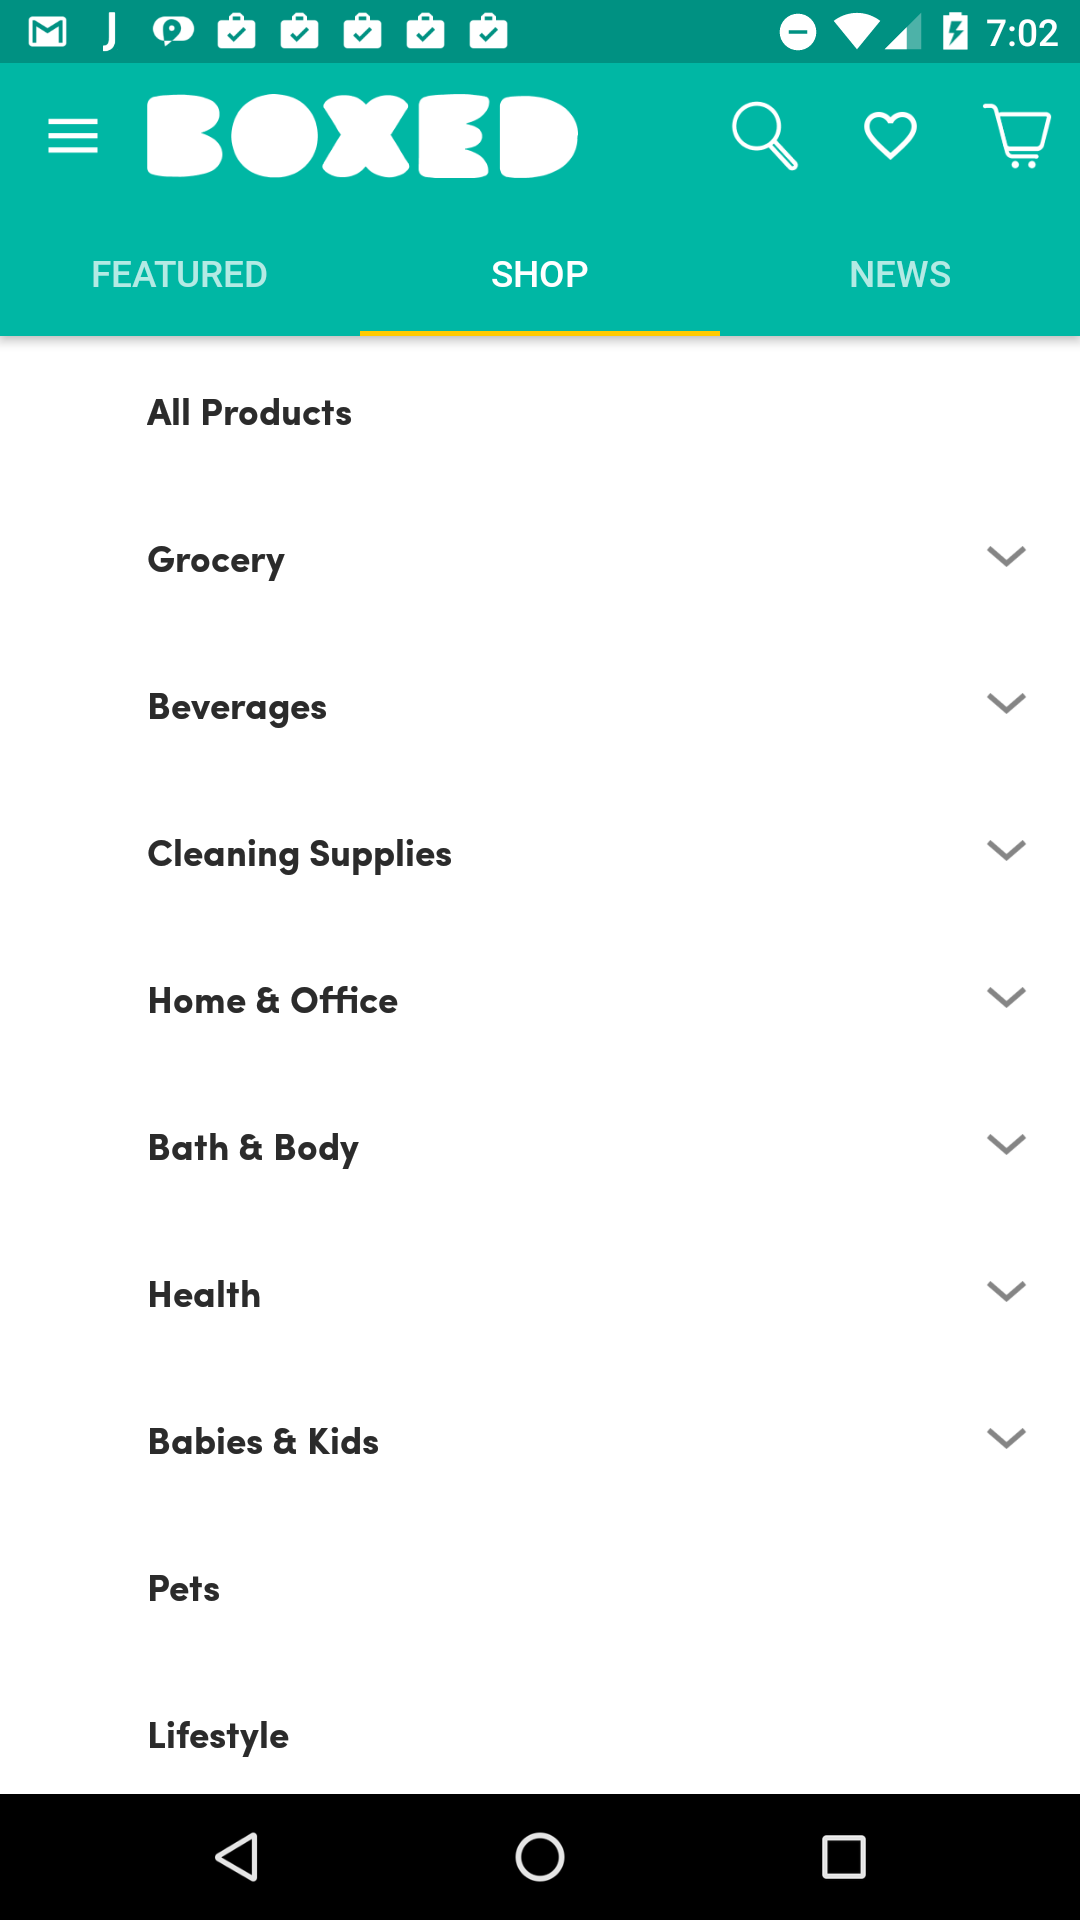 7:02
BOXED
FEATURED SHOP NEWS
All Products
Grocery
Beverages
Cleaning Supplies
Home & Office
Bath & Body
Health
Babies & Kids
Pets
Lifestyle